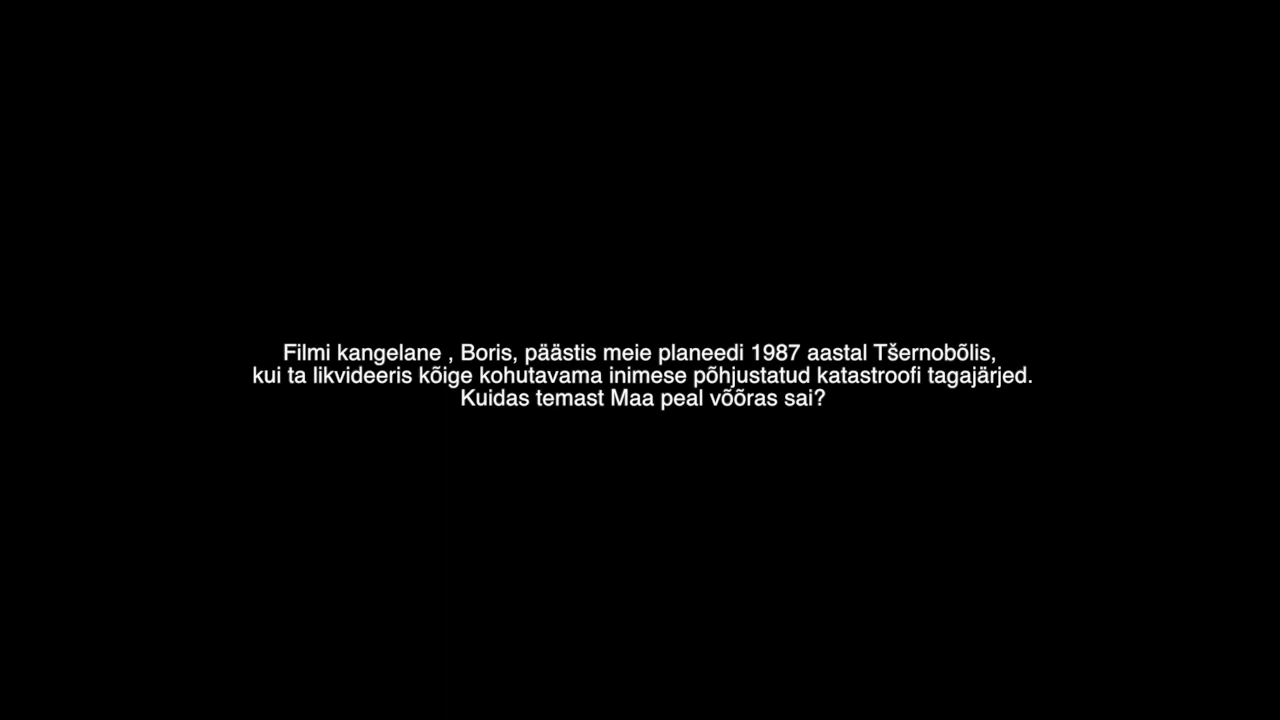 Filmi kangelane , Boris, päästis meie planeedi 1987 aastal Tšernobõlis,
kui ta likvideeris kõige kohutavama inimese põhjustatud katastroofi tagajärjed.
Kuidas temast Maa peal võõras sai?